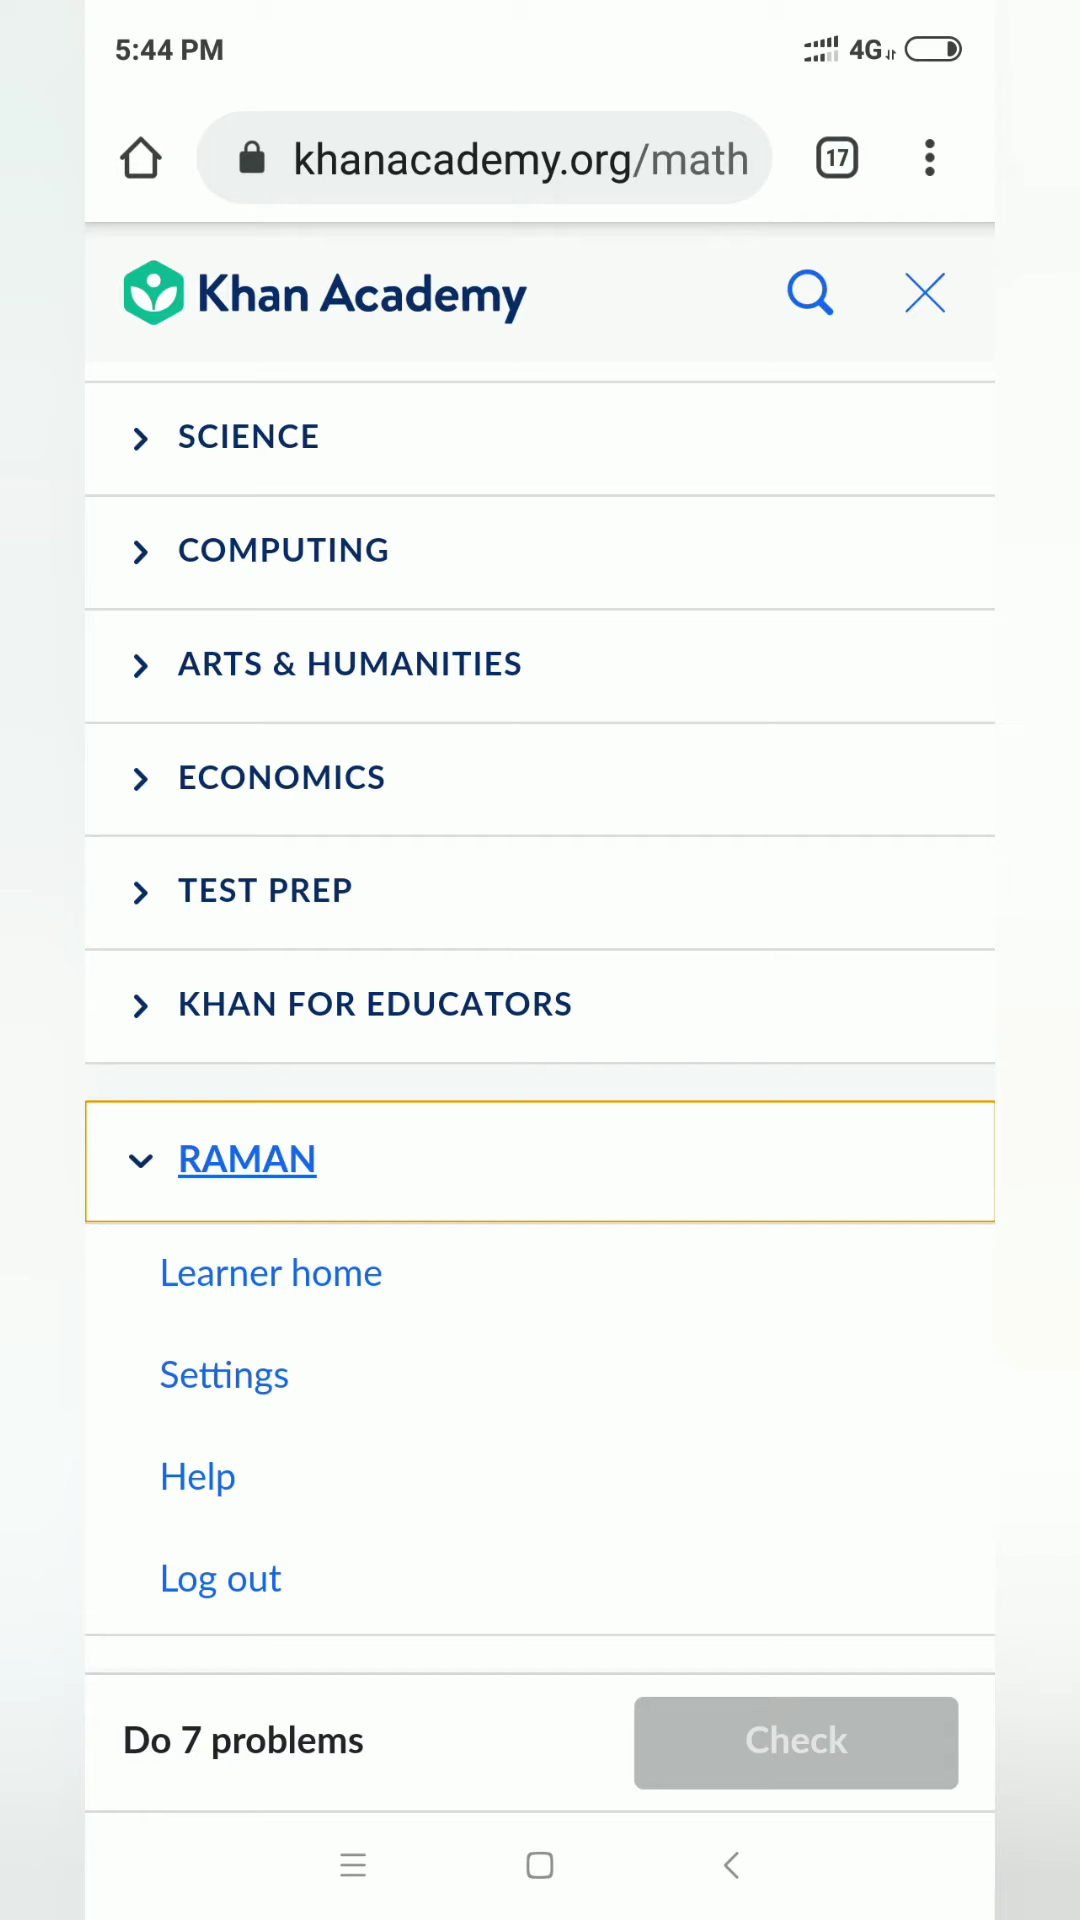 5:44 PM 4G
khanacademy.org/math 17
Khan Academy
SCIENCE
COMPUTING
ARTS & HUMANITIES
ECONOMICS
TEST PREP
KHAN FOR EDUCATORS
RAMAN
Learner home
Settings
Help
Log out
Do 7 problems Check